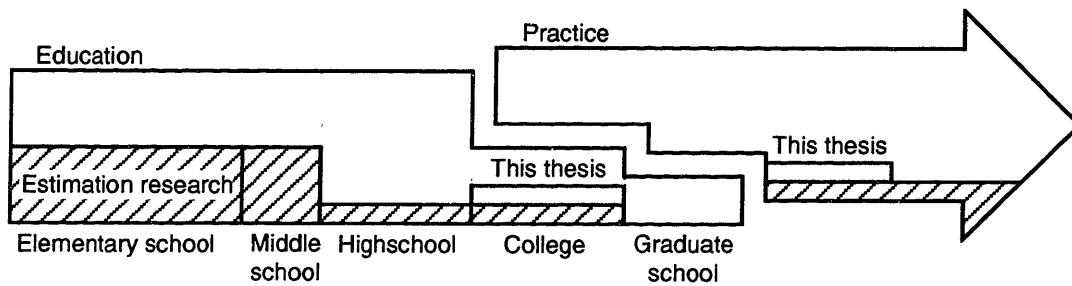 Practice
Education
This thesis
This thesis
Estimation research
Elementary school
Middle
school
Highschool
College
Graduate
school